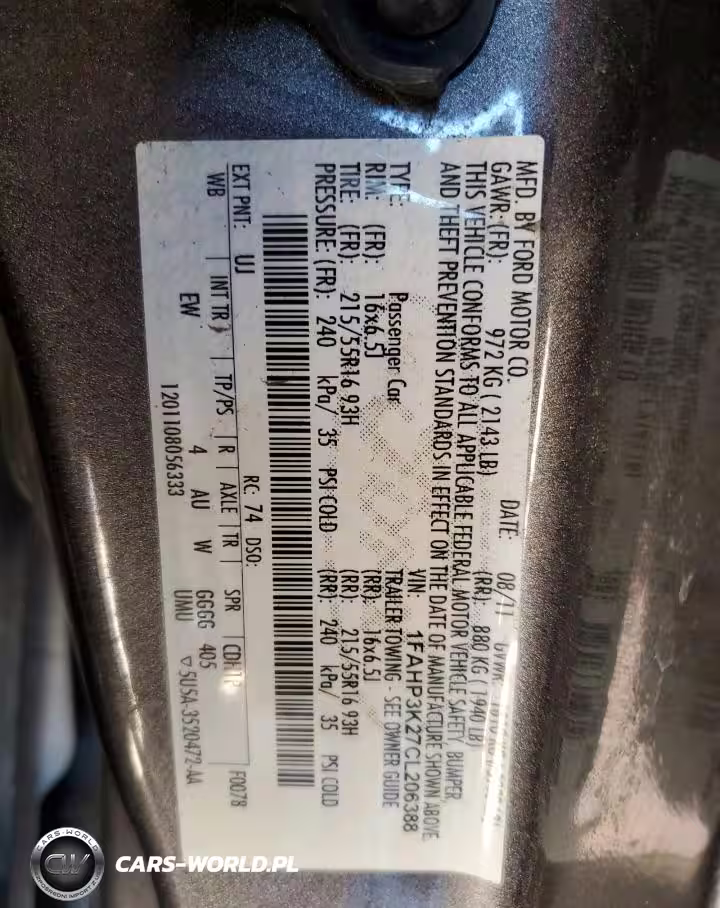 MFD. BY FORD MOTOR CO.
DATE: 08/11
GAWR: (FR): 972 KG ( 2143 LB) (RR): 880 KG ( 1940 LB)
THIS VEHICLE CONFORMS TO ALL APPLICABLE FEDERAL MOTOR VEHICLE SAFETY, BUMPER,
AND THEFT PREVENTION STANDARDS IN EFFECT ON THE DATE OF MANUFACTURE SHOWN ABOVE
VIN: 1FAHP3K27CL206388
TYPE: Passenger Car TRAILER TOWING - SEE OWNER GUIDE
RIM: (FR): 16x6.5J (RR): 16x6.5J
TIRE: (FR): 215/55R16 93H (RR): 215/55R16 93H
PRESSURE: (FR): 240 kPa/ 35 PSI COLD (RR): 240 kPa/ 35 PSI COLD
EXT PNT: UJ RC: 74 DSO: F0078
WB INT TR TP/PS R AXLE TR SPR
EW 4 AU W GGGG 405
UMU
1201108056333 ▽5U5A-3520472-AA
CARS-WORLD
CW
CARS-WORLD.PL